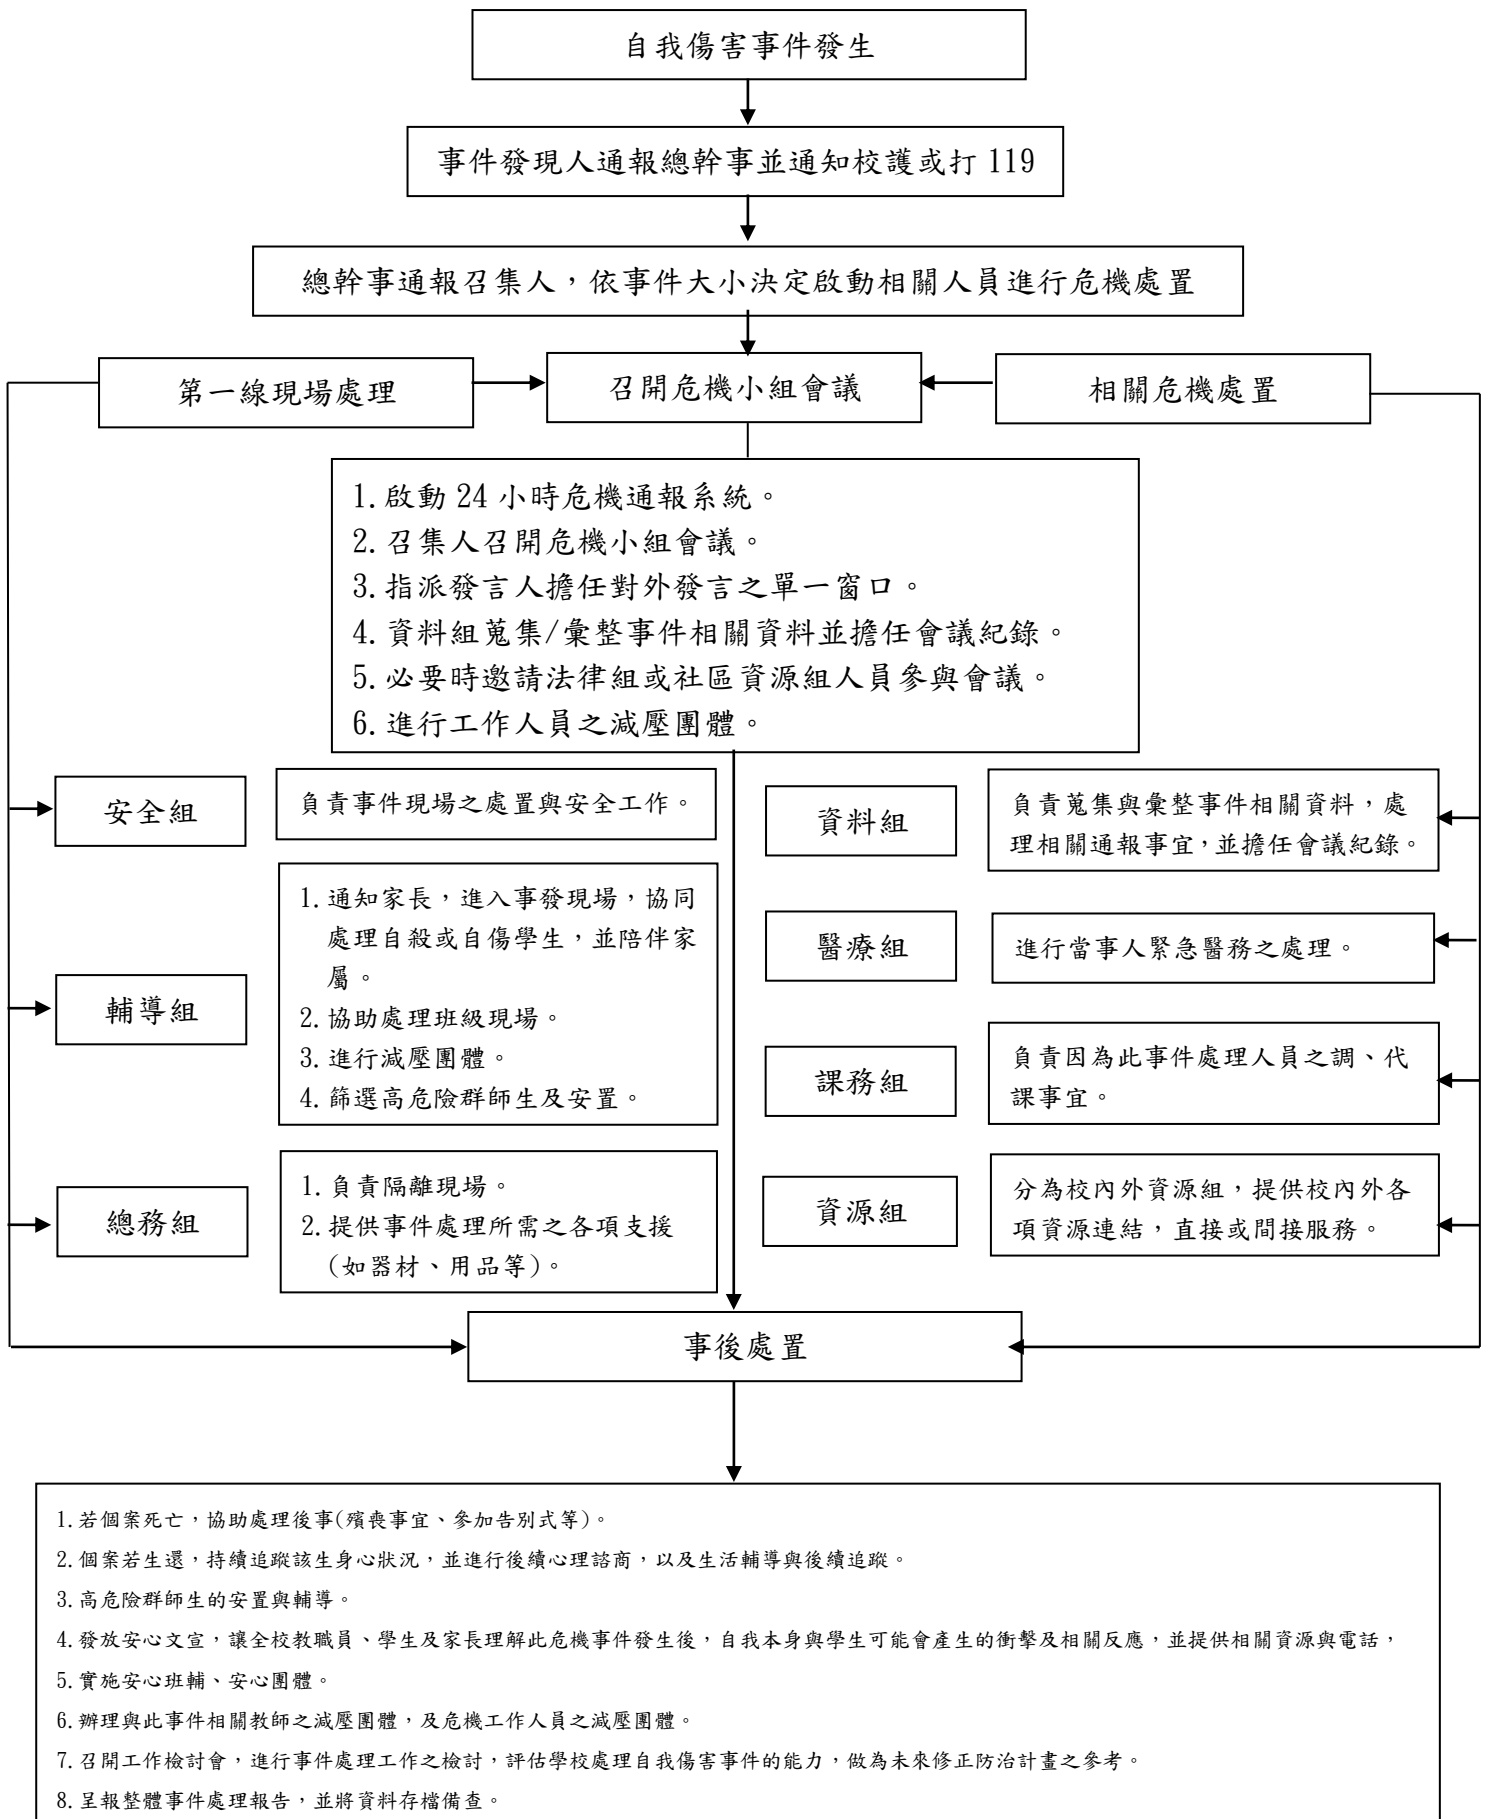 自我傷害事件發生
事件發現人通報總幹事並通知校護或打 119
總幹事通報召集人，依事件大小決定啟動相關人員進行危機處置
第一線現場處理
召開危機小組會議
相關危機處置
1.啟動 24 小時危機通報系統。
2.召集人召開危機小組會議。
3.指派發言人擔任對外發言之單一窗口。
4.資料組蒐集/彙整事件相關資料並擔任會議紀錄。
5.必要時邀請法律組或社區資源組人員參與會議。
6.進行工作人員之減壓團體。
安全組
負責事件現場之處置與安全工作。
輔導組
1.通知家長，進入事發現場，協同
處理自殺或自傷學生，並陪伴家
屬。
2.協助處理班級現場。
3.進行減壓團體。
4.篩選高危險群師生及安置。
總務組
1.負責隔離現場。
2.提供事件處理所需之各項支援
(如器材、用品等)。
資料組
負責蒐集與彙整事件相關資料，處
理相關通報事宜，並擔任會議紀錄。
醫療組
進行當事人緊急醫務之處理。
課務組
負責因為此事件處理人員之調、代
課事宜。
資源組
分為校內外資源組，提供校內外各
項資源連結，直接或間接服務。
事後處置
1.若個案死亡，協助處理後事(殯喪事宜、參加告別式等)。
2.個案若生還，持續追蹤該生身心狀況，並進行後續心理諮商，以及生活輔導與後續追蹤。
3.高危險群師生的安置與輔導。
4.發放安心文宣，讓全校教職員、學生及家長理解此危機事件發生後，自我本身與學生可能會產生的衝擊及相關反應，並提供相關資源與電話，
5.實施安心班輔、安心團體。
6.辦理與此事件相關教師之減壓團體，及危機工作人員之減壓團體。
7.召開工作檢討會，進行事件處理工作之檢討，評估學校處理自我傷害事件的能力，做為未來修正防治計畫之參考。
8.呈報整體事件處理報告，並將資料存檔備查。